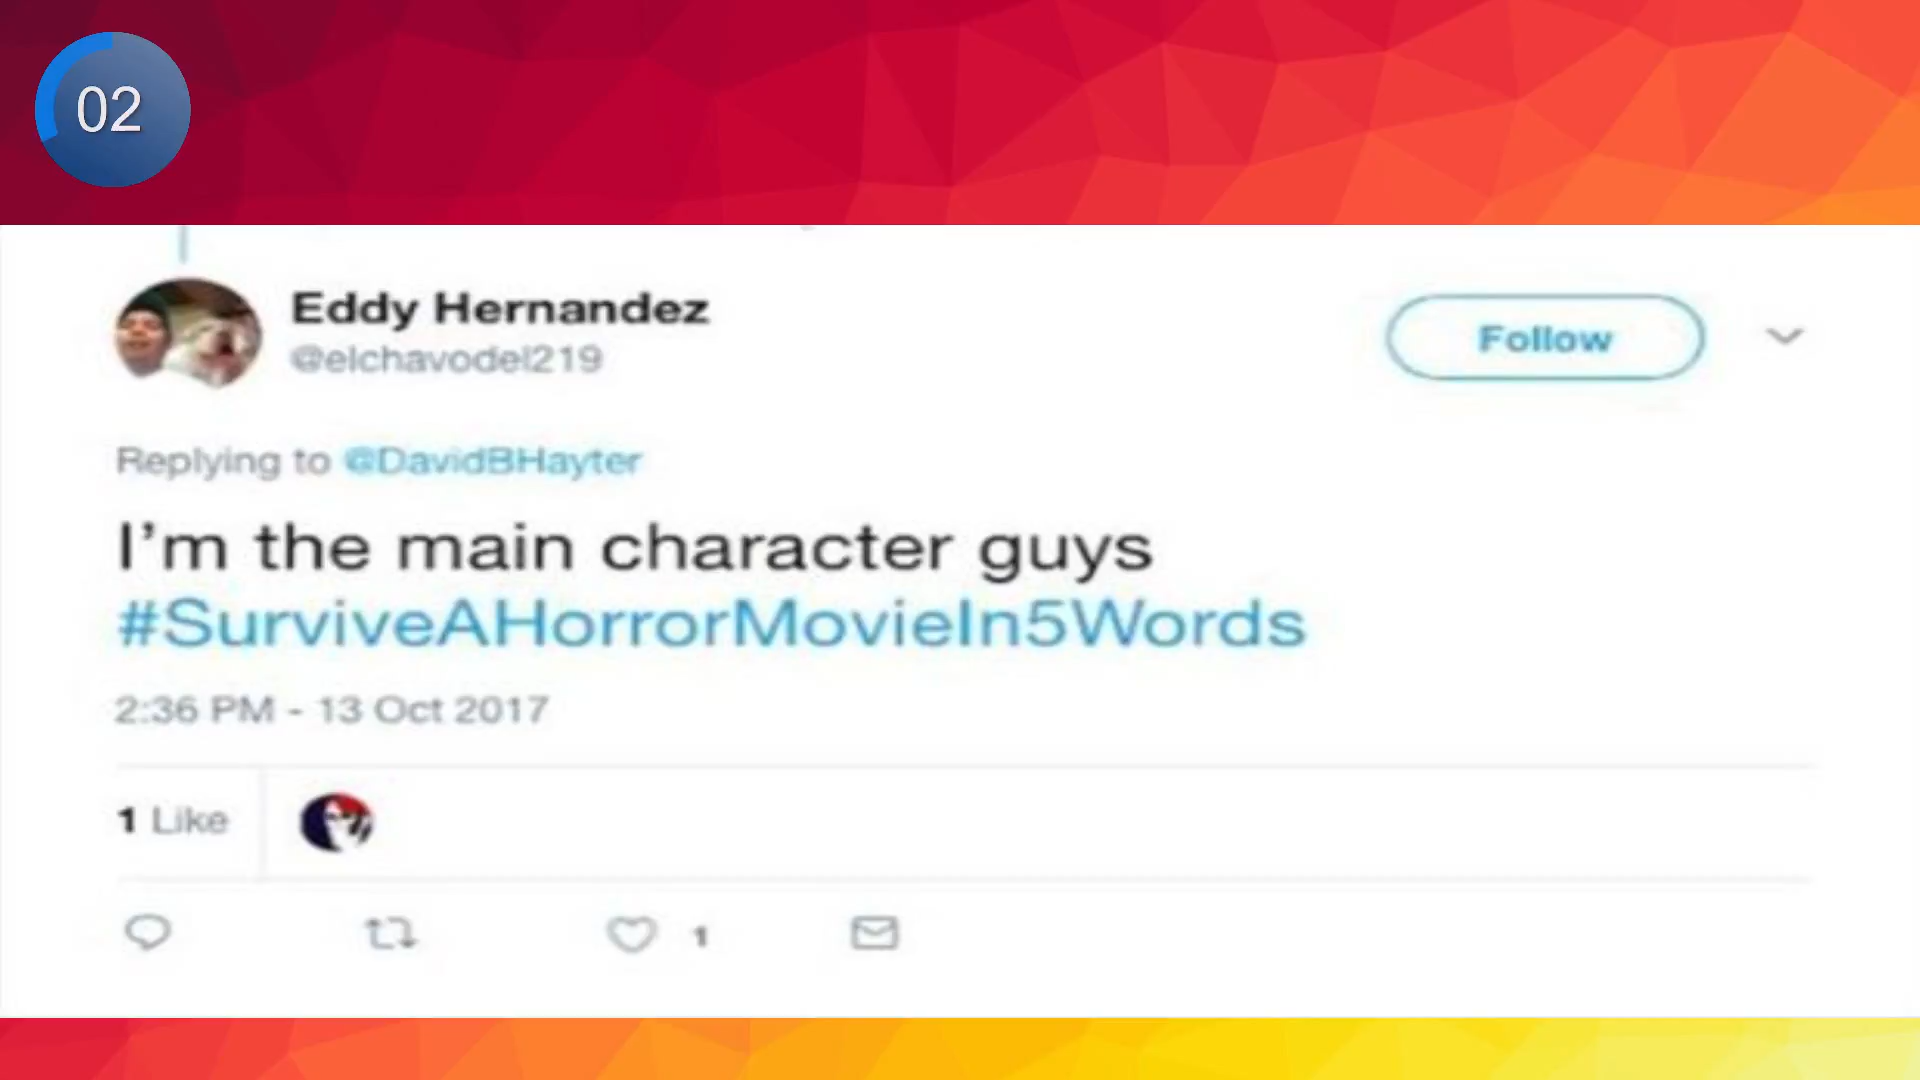 02
Eddy Hernandez
@elchavodel219
Follow
Replying to @DavidBHayter
I'm the main character guys
#SurviveAHorrorMovieIn5Words
2:36 PM - 13 Oct 2017
1 Like
1